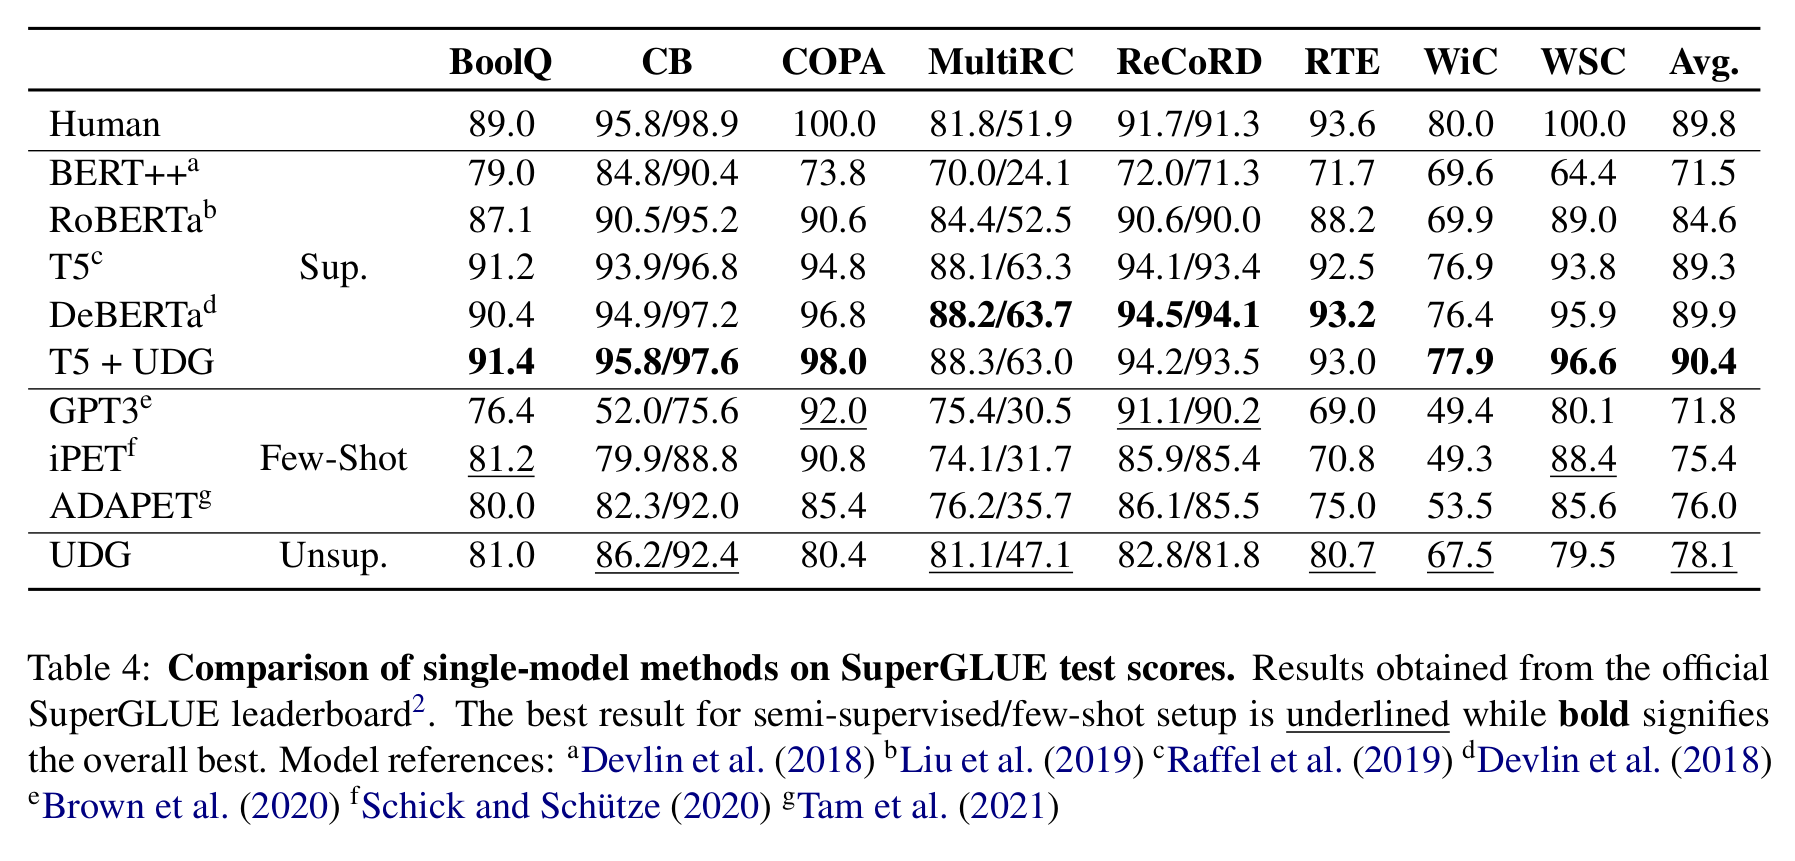 BoolQ CB COPA MultiRC ReCoRD RTE WiC WSC Avg.
Human 89.0 95.8/98.9 100.0 81.8/51.9 91.7/91.3 93.6 80.0 100.0 89.8
BERT++a 79.0 84.8/90.4 73.8 70.0/24.1 72.0/71.3 71.7 69.6 64.4 71.5
RoBERTab 87.1 90.5/95.2 90.6 84.4/52.5 90.6/90.0 88.2 69.9 89.0 84.6
T5c Sup. 91.2 93.9/96.8 94.8 88.1/63.3 94.1/93.4 92.5 76.9 93.8 89.3
DeBERTad 90.4 94.9/97.2 96.8 88.2/63.7 94.5/94.1 93.2 76.4 95.9 89.9
T5 + UDG 91.4 95.8/97.6 98.0 88.3/63.0 94.2/93.5 93.0 77.9 96.6 90.4
GPT3e 76.4 52.0/75.6 92.0 75.4/30.5 91.1/90.2 69.0 49.4 80.1 71.8
iPETf Few-Shot 81.2 79.9/88.8 90.8 74.1/31.7 85.9/85.4 70.8 49.3 88.4 75.4
ADAPETg 80.0 82.3/92.0 85.4 76.2/35.7 86.1/85.5 75.0 53.5 85.6 76.0
UDG Unsup. 81.0 86.2/92.4 80.4 81.1/47.1 82.8/81.8 80.7 67.5 79.5 78.1
Table 4: Comparison of single-model methods on SuperGLUE test scores. Results obtained from the official
SuperGLUE leaderboard2. The best result for semi-supervised/few-shot setup is underlined while bold signifies
the overall best. Model references: aDevlin et al. (2018) bLiu et al. (2019) cRaffel et al. (2019) dDevlin et al. (2018)
eBrown et al. (2020) fSchick and Schütze (2020) gTam et al. (2021)